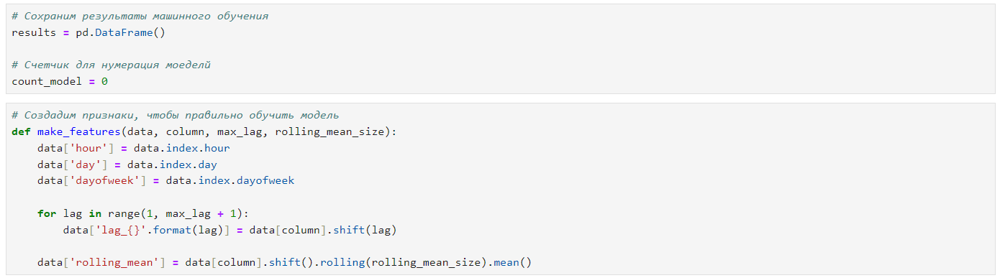 # Сохраним результаты машинного обучения
results = pd.DataFrame()
# Счетчик для нумерация моеделй
count_model = 0
# Создадим признаки, чтобы правильно обучить модель
def make_features(data, column, max_lag, rolling_mean_size):
    data['hour'] = data.index.hour
    data['day'] = data.index.day
    data['dayofweek'] = data.index.dayofweek
    for lag in range(1, max_lag + 1):
        data['lag_{}'.format(lag)] = data[column].shift(lag)
    data['rolling_mean'] = data[column].shift().rolling(rolling_mean_size).mean()